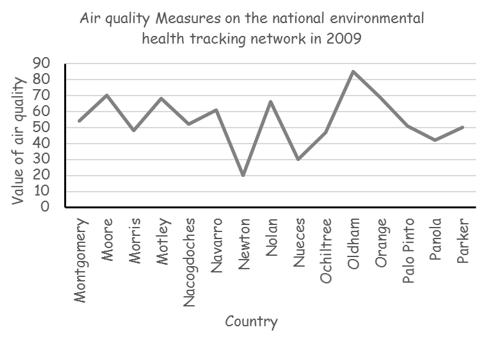 Air quality Measures on the national environmental
health tracking network in 2009
Value of air quality
90
80
70
60
50
40
30
20
10
0
Montgomery
Moore
Morris
Motley
Nacogdoches
Navarro
Newton
Nolan
Nueces
Ochiltree
Oldham
Orange
Palo Pinto
Panola
Parker
Country